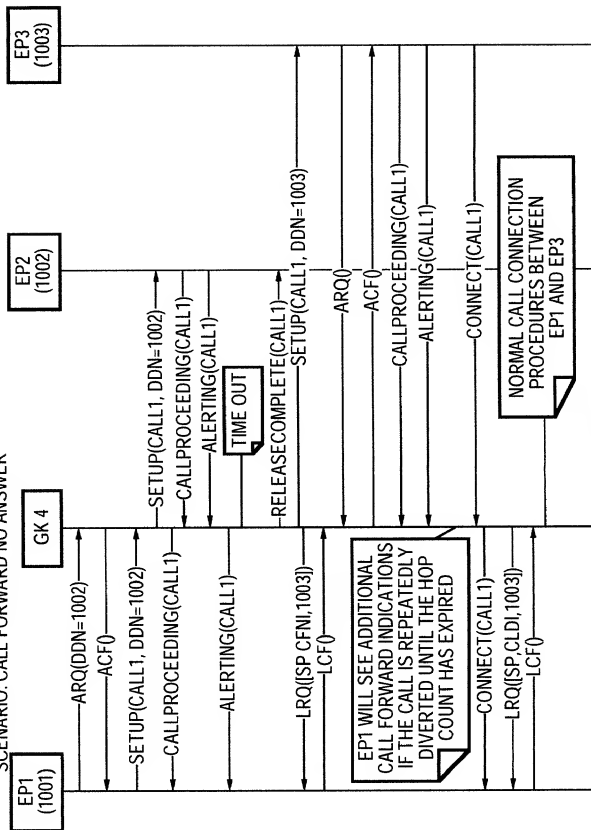 SCENARIO: CALL FORWARD NO ANSWER
EP1
(1001)
GK 4
EP2
(1002)
EP3
(1003)
ARQ(DDN=1002)
ACF()
SETUP(CALL1, DDN=1002)
SETUP(CALL1, DDN=1002)
CALLPROCEEDING(CALL1)
CALLPROCEEDING(CALL1)
ALERTING(CALL1)
ALERTING(CALL1)
TIME OUT
RELEASECOMPLETE(CALL1)
SETUP(CALL1, DDN=1003)
LRQ([SP CFNI,1003])
LCF()
ARQ()
ACF()
CALLPROCEEDING(CALL1)
ALERTING(CALL1)
EP1 WILL SEE ADDITIONAL
CALL FORWARD INDICATIONS
IF THE CALL IS REPEATEDLY
DIVERTED UNTIL THE HOP
COUNT HAS EXPIRED
CONNECT(CALL1)
CONNECT(CALL1)
LRQ([SP,CLDI,1003])
LCF()
NORMAL CALL CONNECTION
PROCEDURES BETWEEN
EP1 AND EP3